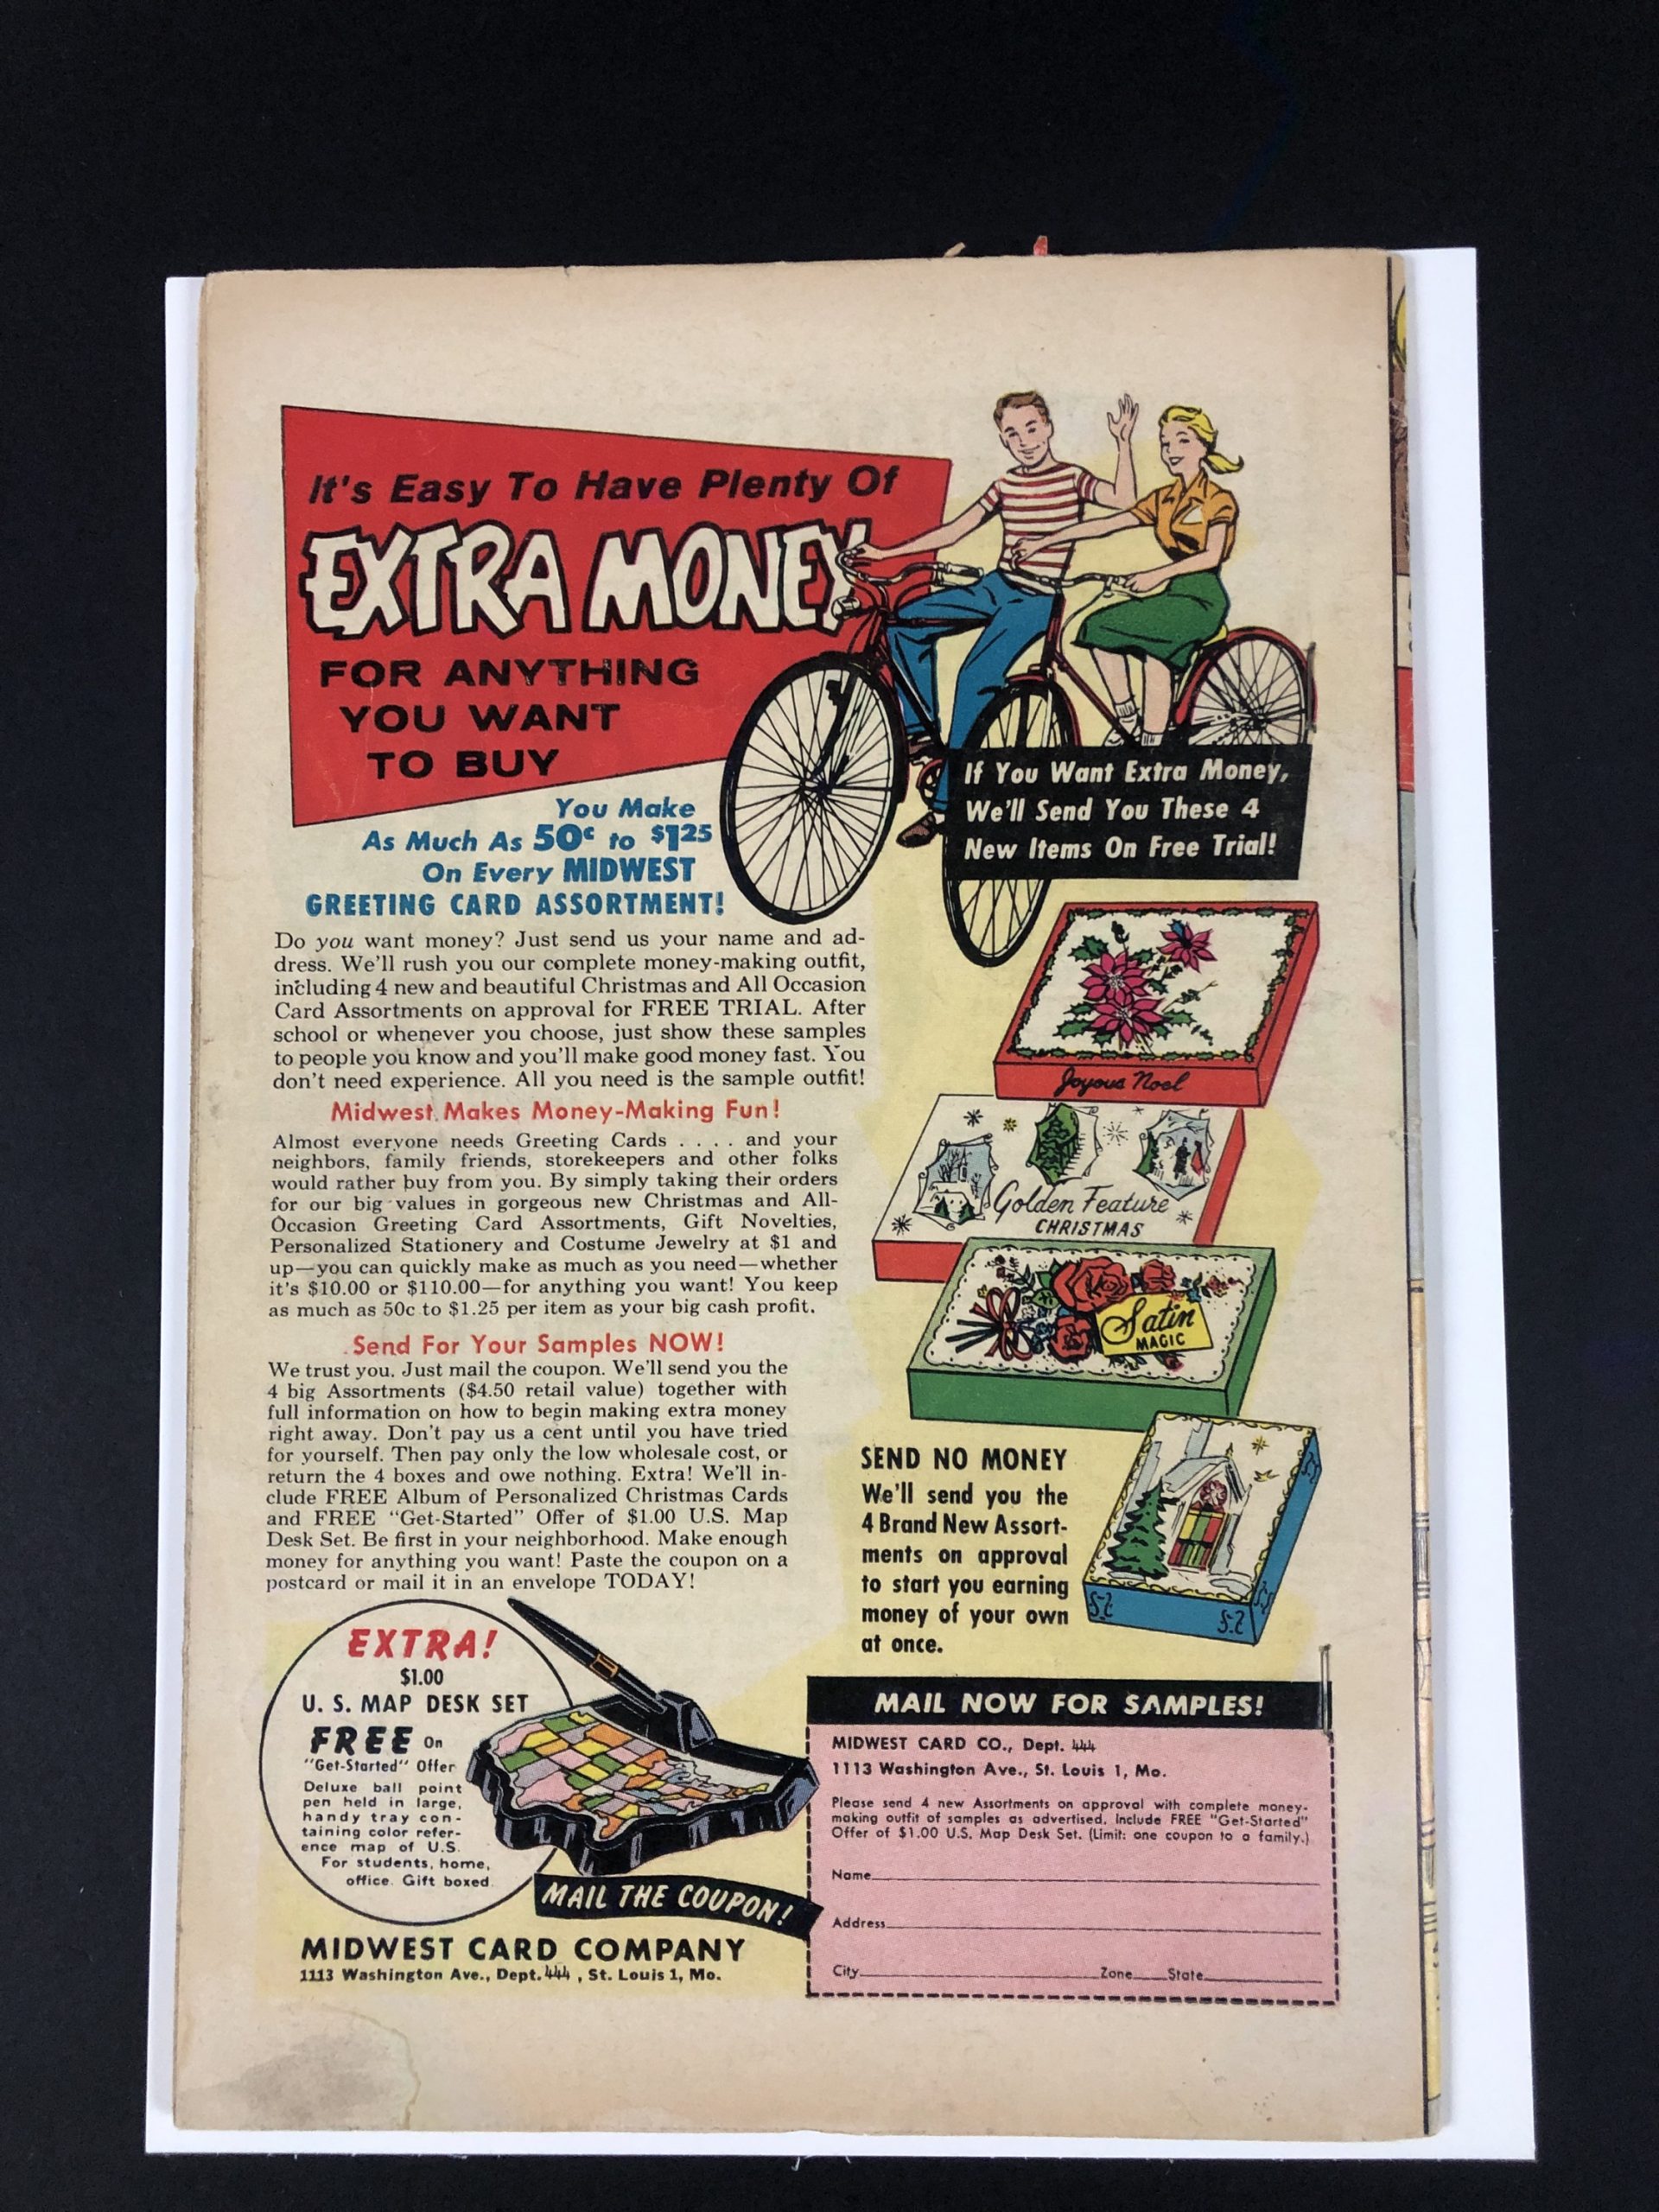 It's Easy To Have Plenty Of
EXTRA MONEY
FOR ANYTHING
YOU WANT
TO BUY
You Make
As Much As 50¢ to $1.25
On Every MIDWEST
GREETING CARD ASSORTMENT!
If You Want Extra Money,
We'll Send You These 4
New Items On Free Trial!
Do you want money? Just send us your name and ad-
dress. We'll rush you our complete money-making outfit,
including 4 new and beautiful Christmas and All Occasion
Card Assortments on approval for FREE TRIAL. After
school or whenever you choose, just show these samples
to people you know and you'll make good money fast. You
don't need experience. All you need is the sample outfit!
Midwest Makes Money-Making Fun!
Almost everyone needs Greeting Cards . . . . and your
neighbors, family friends, storekeepers and other folks
would rather buy from you. By simply taking their orders
for our big values in gorgeous new Christmas and All-
Occasion Greeting Card Assortments, Gift Novelties,
Personalized Stationery and Costume Jewelry at $1 and
up—you can quickly make as much as you need—whether
it's $10.00 or $110.00—for anything you want! You keep
as much as 50c to $1.25 per item as your big cash profit.
Send For Your Samples NOW!
We trust you. Just mail the coupon. We'll send you the
4 big Assortments ($4.50 retail value) together with
full information on how to begin making extra money
right away. Don't pay us a cent until you have tried
for yourself. Then pay only the low wholesale cost, or
return the 4 boxes and owe nothing. Extra! We'll in-
clude FREE Album of Personalized Christmas Cards
and FREE "Get-Started" Offer of $1.00 U.S. Map
Desk Set. Be first in your neighborhood. Make enough
money for anything you want! Paste the coupon on a
postcard or mail it in an envelope TODAY!
Joyous Noel
Golden Feature
CHRISTMAS
Satin
MAGIC
SEND NO MONEY
We'll send you the
4 Brand New Assort-
ments on approval
to start you earning
money of your own
at once.
EXTRA!
$1.00
U. S. MAP DESK SET
FREE On
"Get-Started" Offer
Deluxe ball point
pen held in large,
handy tray con-
taining color refer-
ence map of U.S.
For students, home,
office. Gift boxed.
MAIL THE COUPON!
MIDWEST CARD COMPANY
1113 Washington Ave., Dept. 444, St. Louis 1, Mo.
MAIL NOW FOR SAMPLES!
MIDWEST CARD CO., Dept. 444
1113 Washington Ave., St. Louis 1, Mo.
Please send 4 new Assortments on approval with complete money-
making outfit of samples as advertised. Include FREE "Get-Started"
Offer of $1.00 U.S. Map Desk Set. (Limit: one coupon to a family.)
Name
Address
City Zone State